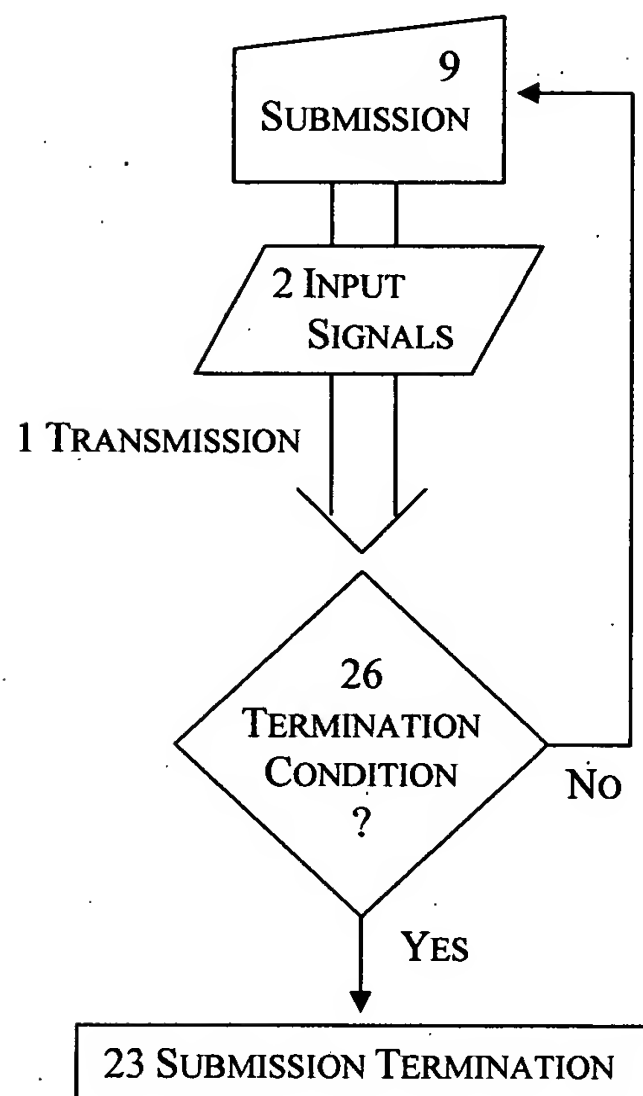 9
SUBMISSION
2 INPUT
SIGNALS
1 TRANSMISSION
26
TERMINATION
CONDITION
?
NO
YES
23 SUBMISSION TERMINATION